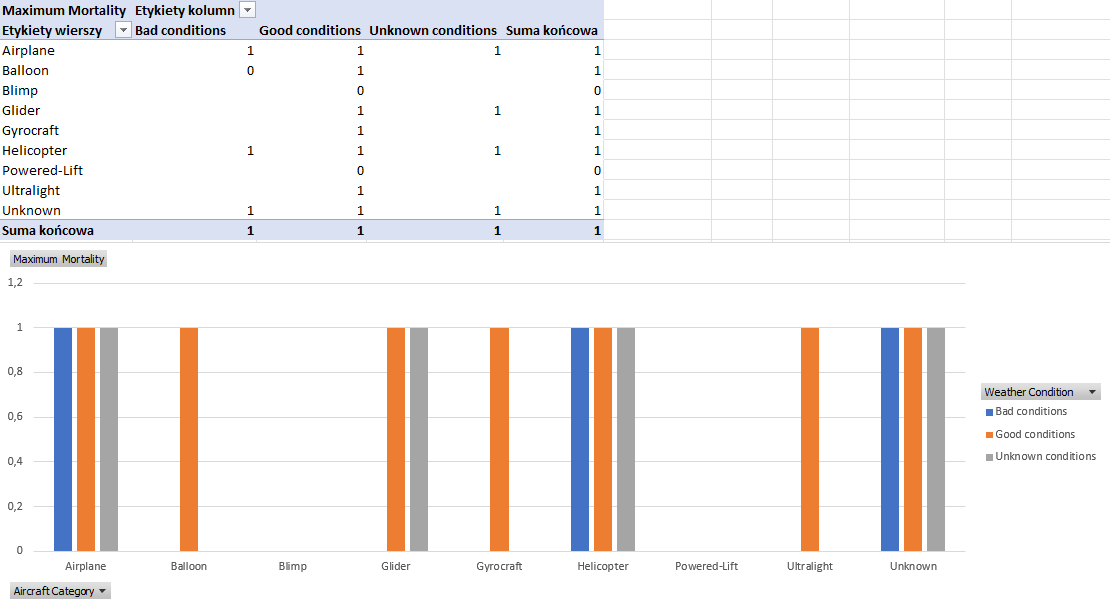 Maximum Mortality Etykiety kolumn
Etykiety wierszy Bad conditions Good conditions Unknown conditions Suma końcowa
Airplane 1 1 1 1
Balloon 0 1 1
Blimp 0 0
Glider 1 1 1
Gyrocraft 1 1
Helicopter 1 1 1 1
Powered-Lift 0 0
Ultralight 1 1
Unknown 1 1 1 1
Suma końcowa 1 1 1 1
Maximum Mortality
1,2
1
0,8
0,6
0,4
0,2
0
Airplane Balloon Blimp Glider Gyrocraft Helicopter Powered-Lift Ultralight Unknown
Weather Condition
Bad conditions
Good conditions
Unknown conditions
Aircraft Category